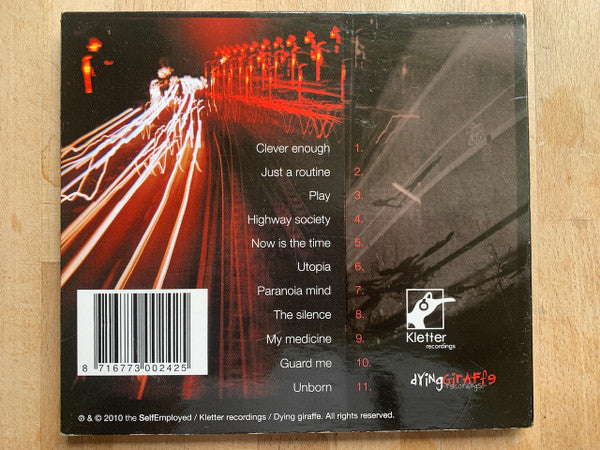 Clever enough 1.
Just a routine 2.
Play 3.
Highway society 4.
Now is the time 5.
Utopia 6.
Paranoia mind 7.
The silence 8.
My medicine 9.
Guard me 10.
Unborn 11.
8 716773 002425
Kletter
recordings
dYingGiRAFFe
recordings
℗ & © 2010 the SelfEmployed / Kletter recordings / Dying giraffe. All rights reserved.